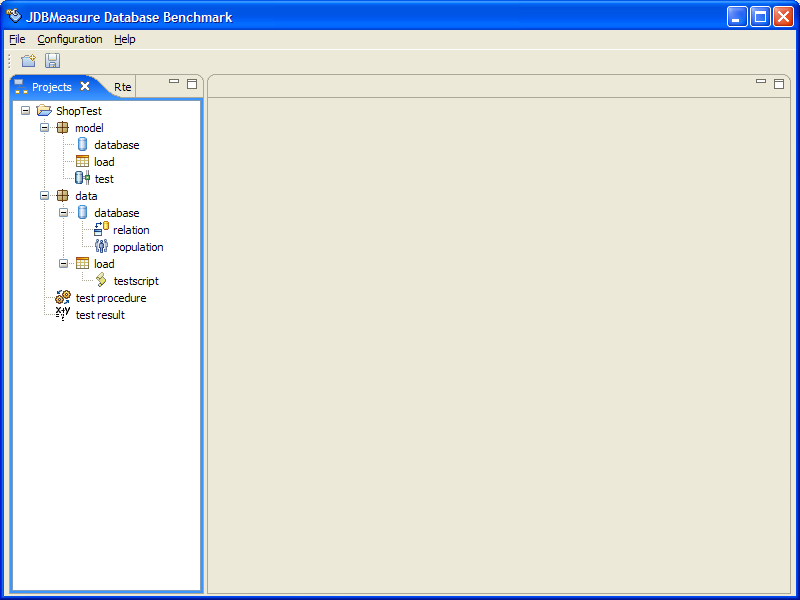 JDBMeasure Database Benchmark
File Configuration Help
Projects Rte
ShopTest
model
database
load
test
data
database
relation
population
load
testscript
test procedure
test result